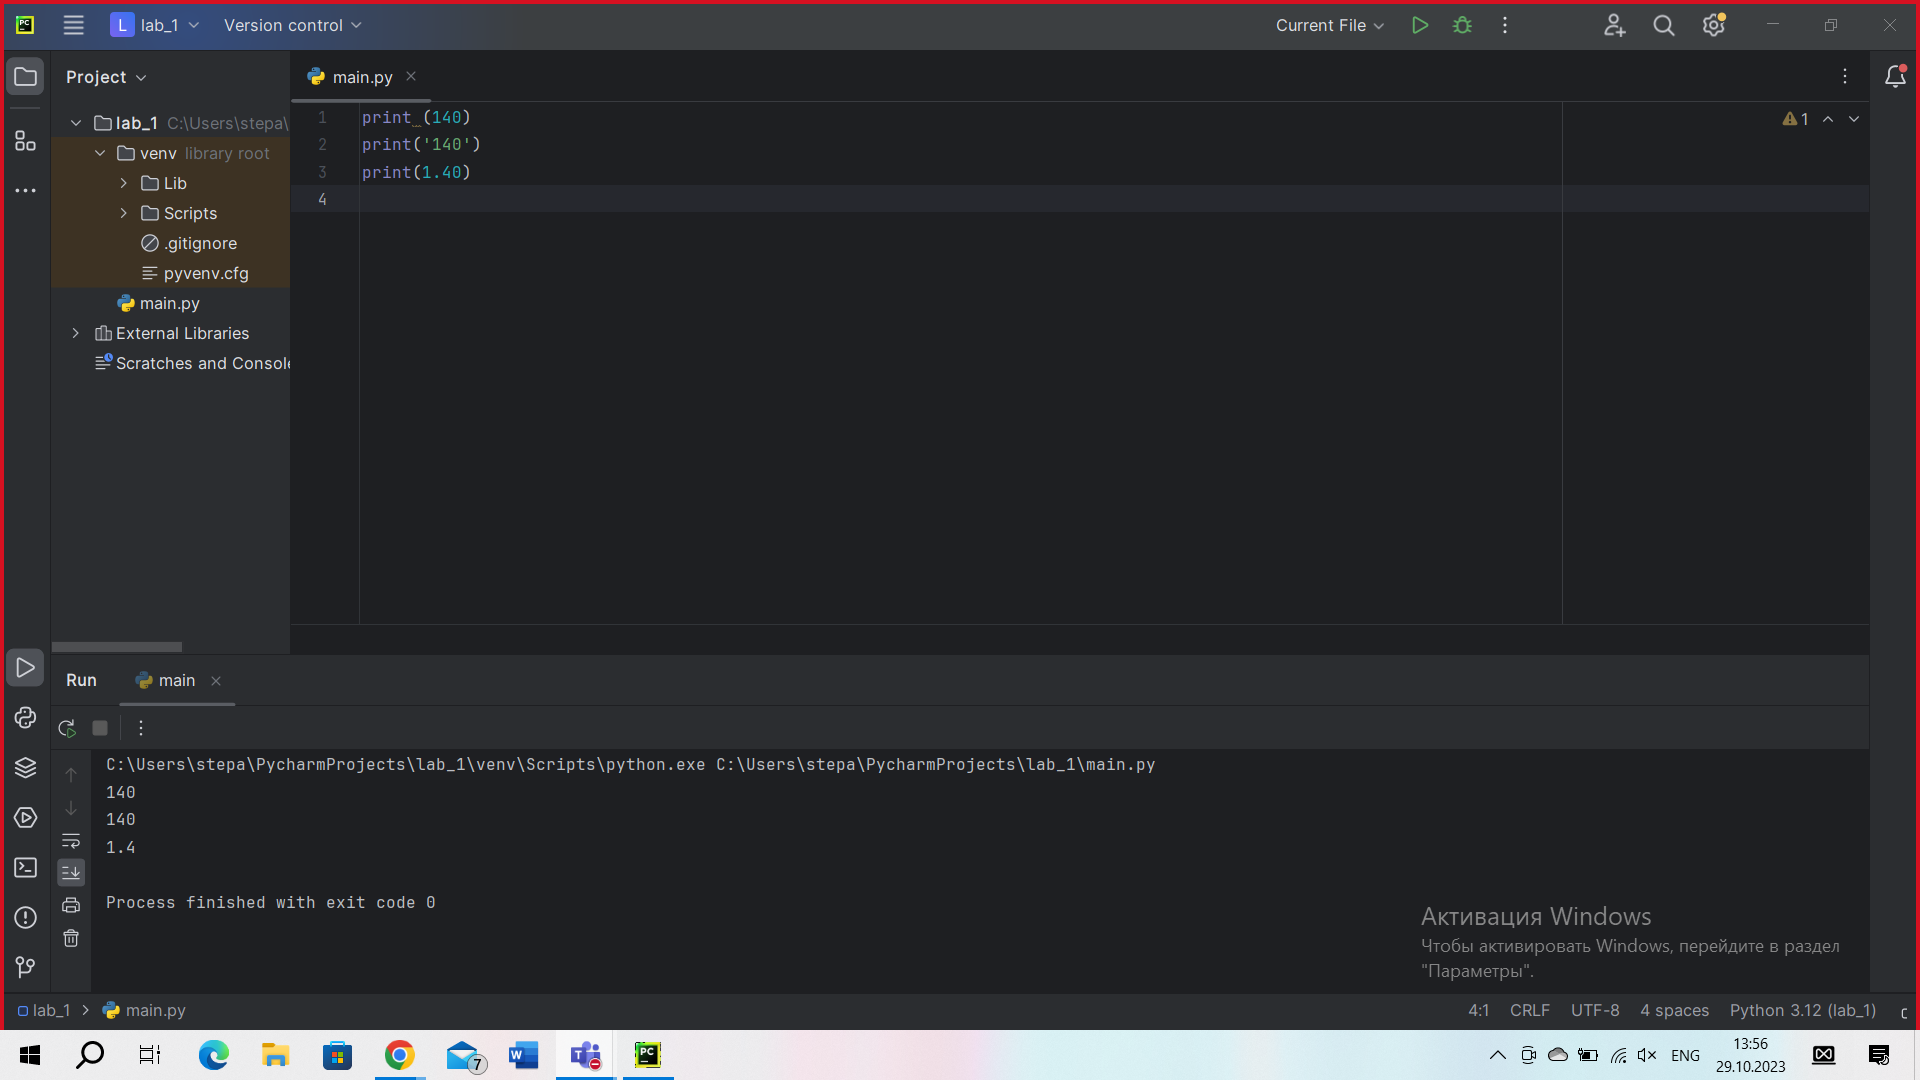 L lab_1 Version control Current File
Project
main.py
lab_1 C:\Users\stepa\
venv library root
Lib
Scripts
.gitignore
pyvenv.cfg
main.py
External Libraries
Scratches and Console
1 print (140)
2 print('140')
3 print(1.40)
4
1
Run main
C:\Users\stepa\PycharmProjects\lab_1\venv\Scripts\python.exe C:\Users\stepa\PycharmProjects\lab_1\main.py
140
140
1.4
Process finished with exit code 0
Активация Windows
Чтобы активировать Windows, перейдите в раздел
"Параметры".
lab_1 main.py 4:1 CRLF UTF-8 4 spaces Python 3.12 (lab_1)
7 ENG 13:56
29.10.2023